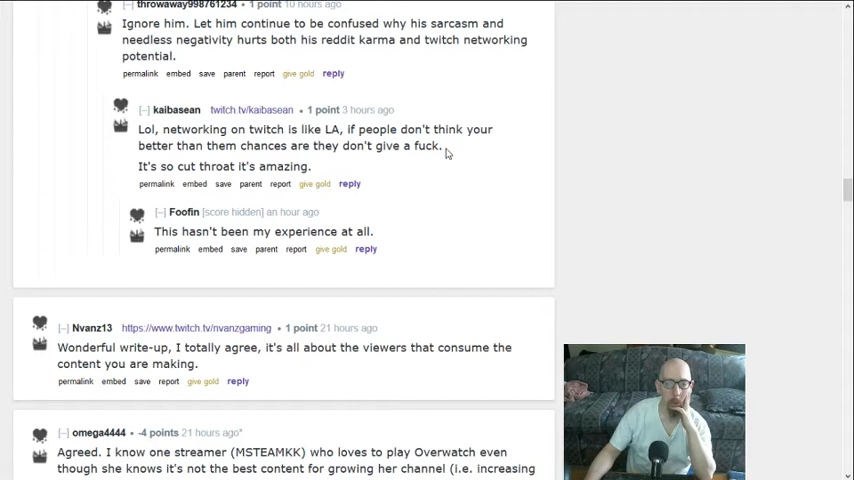 [–] throwaway998761234 • 1 point 10 hours ago
Ignore him. Let him continue to be confused why his sarcasm and
needless negativity hurts both his reddit karma and twitch networking
potential.
permalink embed save parent report give gold reply
[–] kaibasean twitch.tv/kaibasean • 1 point 3 hours ago
Lol, networking on twitch is like LA, if people don't think your
better than them chances are they don't give a fuck.
It's so cut throat it's amazing.
permalink embed save parent report give gold reply
[–] Foofin [score hidden] an hour ago
This hasn't been my experience at all.
permalink embed save parent report give gold reply
[–] Nvanz13 https://www.twitch.tv/nvanzgaming • 1 point 21 hours ago
Wonderful write-up, I totally agree, it's all about the viewers that consume the
content you are making.
permalink embed save report give gold reply
[–] omega4444 • -4 points 21 hours ago*
Agreed. I know one streamer (MSTEAMKK) who loves to play Overwatch even
though she knows it's not the best content for growing her channel (i.e. increasing